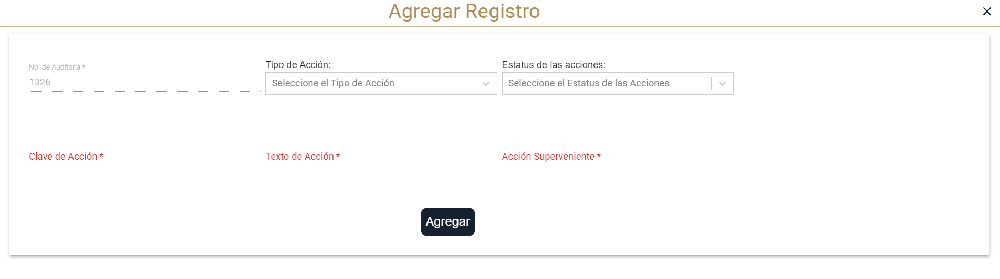 Agregar Registro
No. de Auditoria *
1326
Tipo de Acción:
Seleccione el Tipo de Acción
Estatus de las acciones:
Seleccione el Estatus de las Acciones
Clave de Acción *
Texto de Acción *
Acción Superveniente *
Agregar